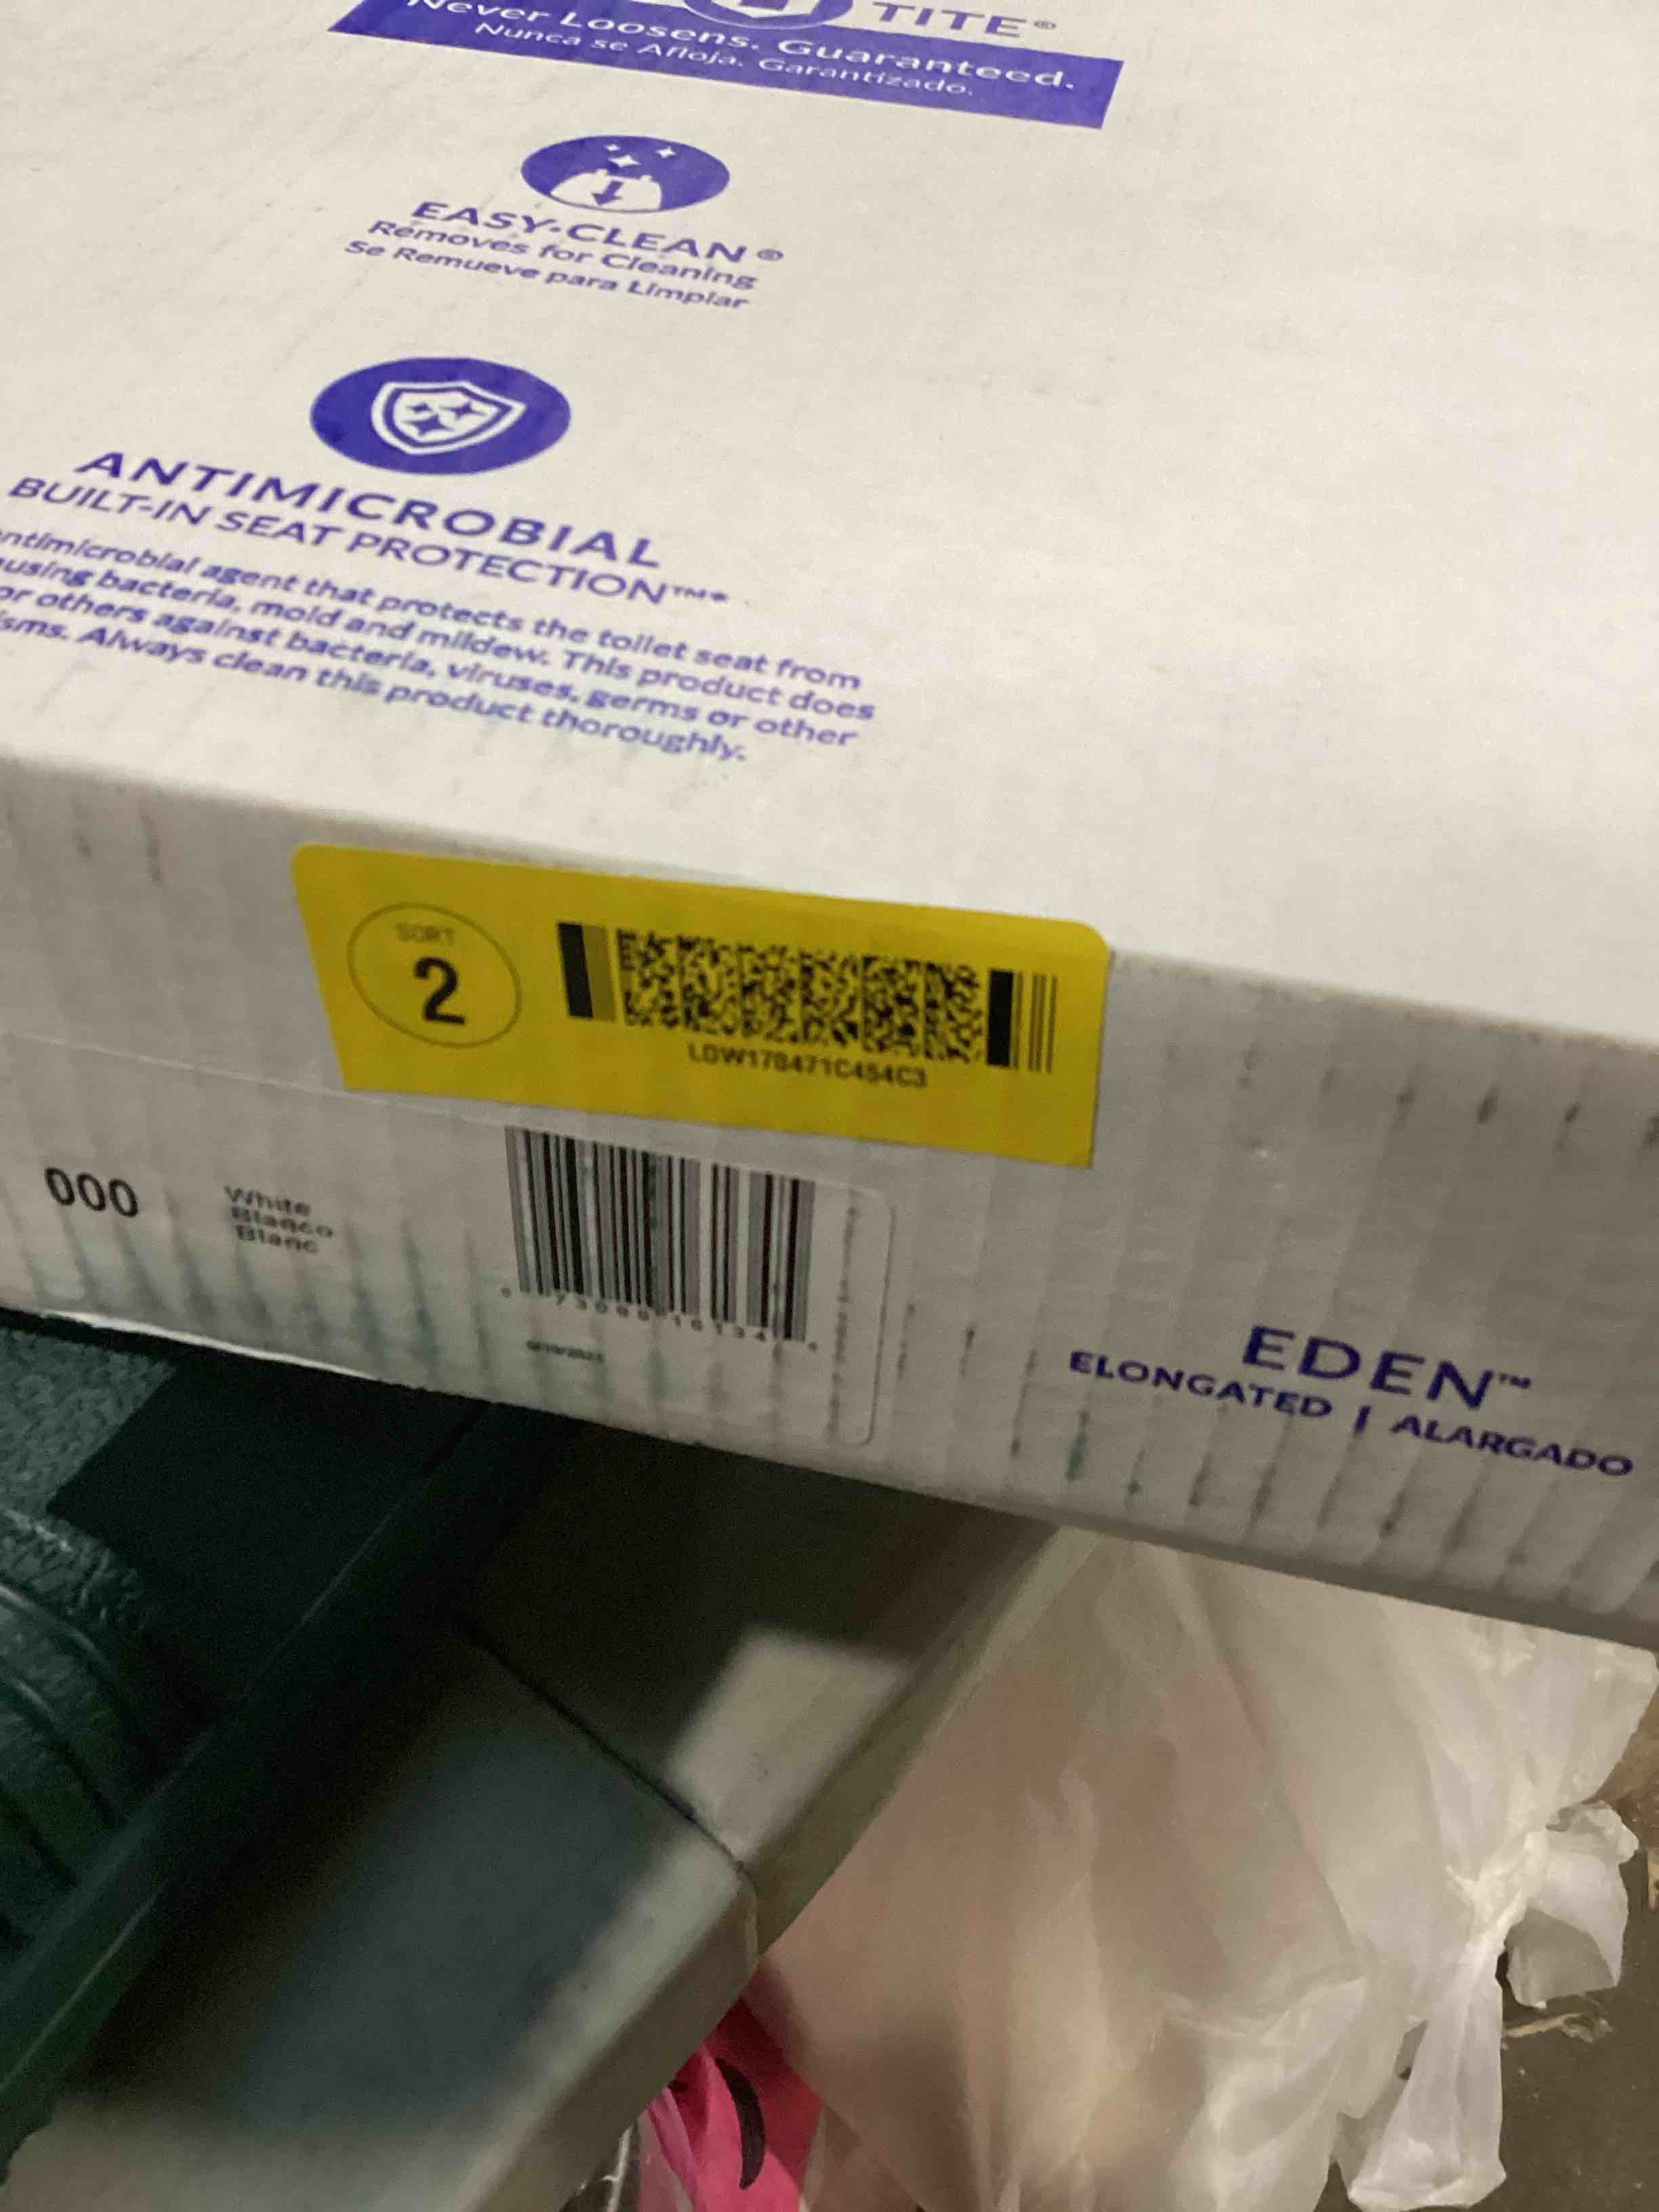 TITE®
Never Loosens. Guaranteed.
Nunca se Afloja. Garantizado.
EASY·CLEAN®
Removes for Cleaning
Se Remueve para Limpiar
ANTIMICROBIAL
BUILT-IN SEAT PROTECTION™*
ntimicrobial agent that protects the toilet seat from
using bacteria, mold and mildew. This product does
or others against bacteria, viruses, germs or other
sms. Always clean this product thoroughly.
SORT
2
LOW178471C454C3
000
White
Blanco
Blanc
EDEN™
ELONGATED | ALARGADO